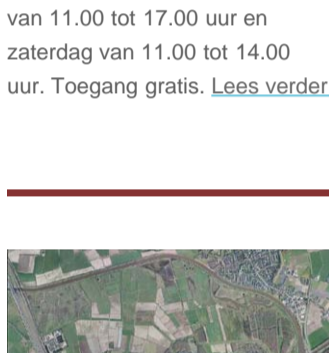 van 11.00 tot 17.00 uur en
zaterdag van 11.00 tot 14.00
uur. Toegang gratis. Lees verder